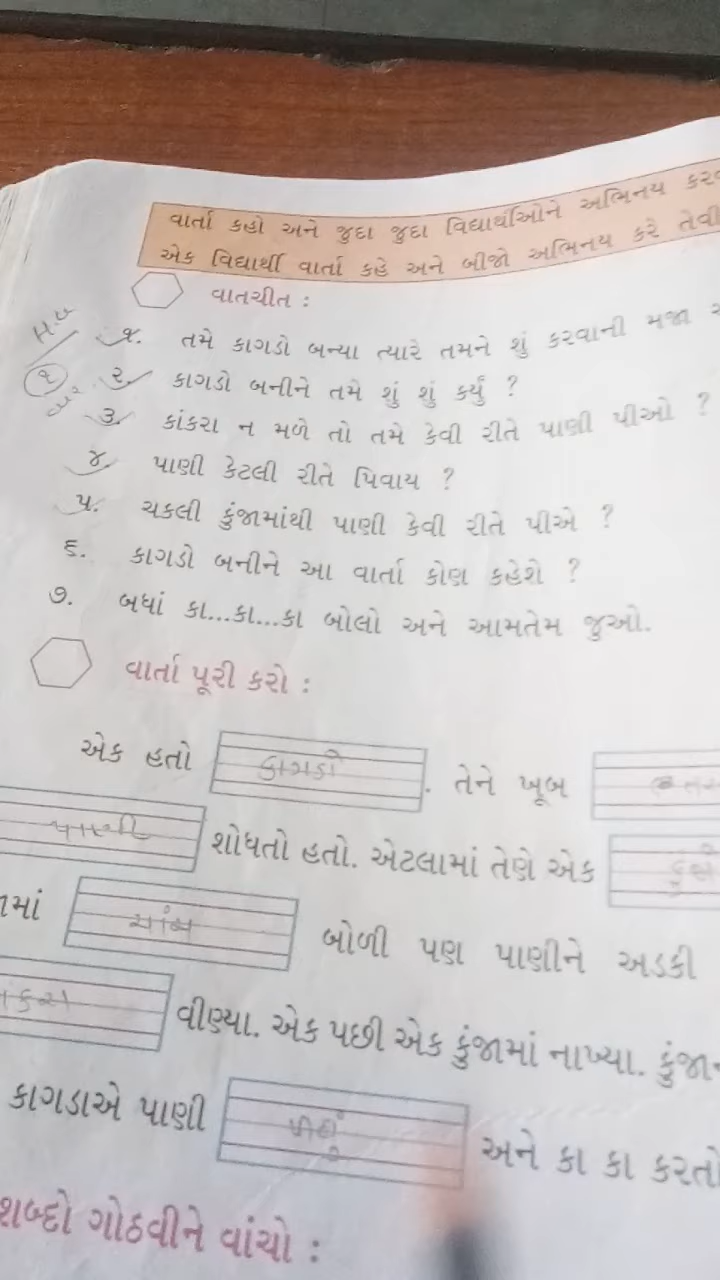 વાર્તા કહો અને જુદા જુદા વિદ્યાર્થીઓને અભિનય
એક વિદ્યાર્થી વાર્તા કહે અને બીજો અભિનય કરે તેવી
વાતચીત :
૧. તમે કાગડો બન્યા ત્યારે તમને શું કરવાની મજા
૨. કાગડો બનીને તમે શું શું કર્યું ?
૩. કાંકરા ન મળે તો તમે કેવી રીતે પાણી પીઓ ?
૪. પાણી કેટલી રીતે પિવાય ?
૫. ચકલી કુંજામાંથી પાણી કેવી રીતે પીએ ?
૬. કાગડો બનીને આ વાર્તા કોણ કહેશે ?
૭. બધાં કા...કા...કા બોલો અને આમતેમ જુઓ.
વાર્તા પૂરી કરો :
એક હતો કાગડો . તેને ખૂબ
પાણી શોધતો હતો. એટલામાં તેણે એક
ચાંચ બોળી પણ પાણીને અડકી
વીણ્યા. એક પછી એક કુંજામાં નાખ્યા.
કાગડાએ પાણી પીધું અને કા કા કરતો
શબ્દો ગોઠવીને વાંચો :